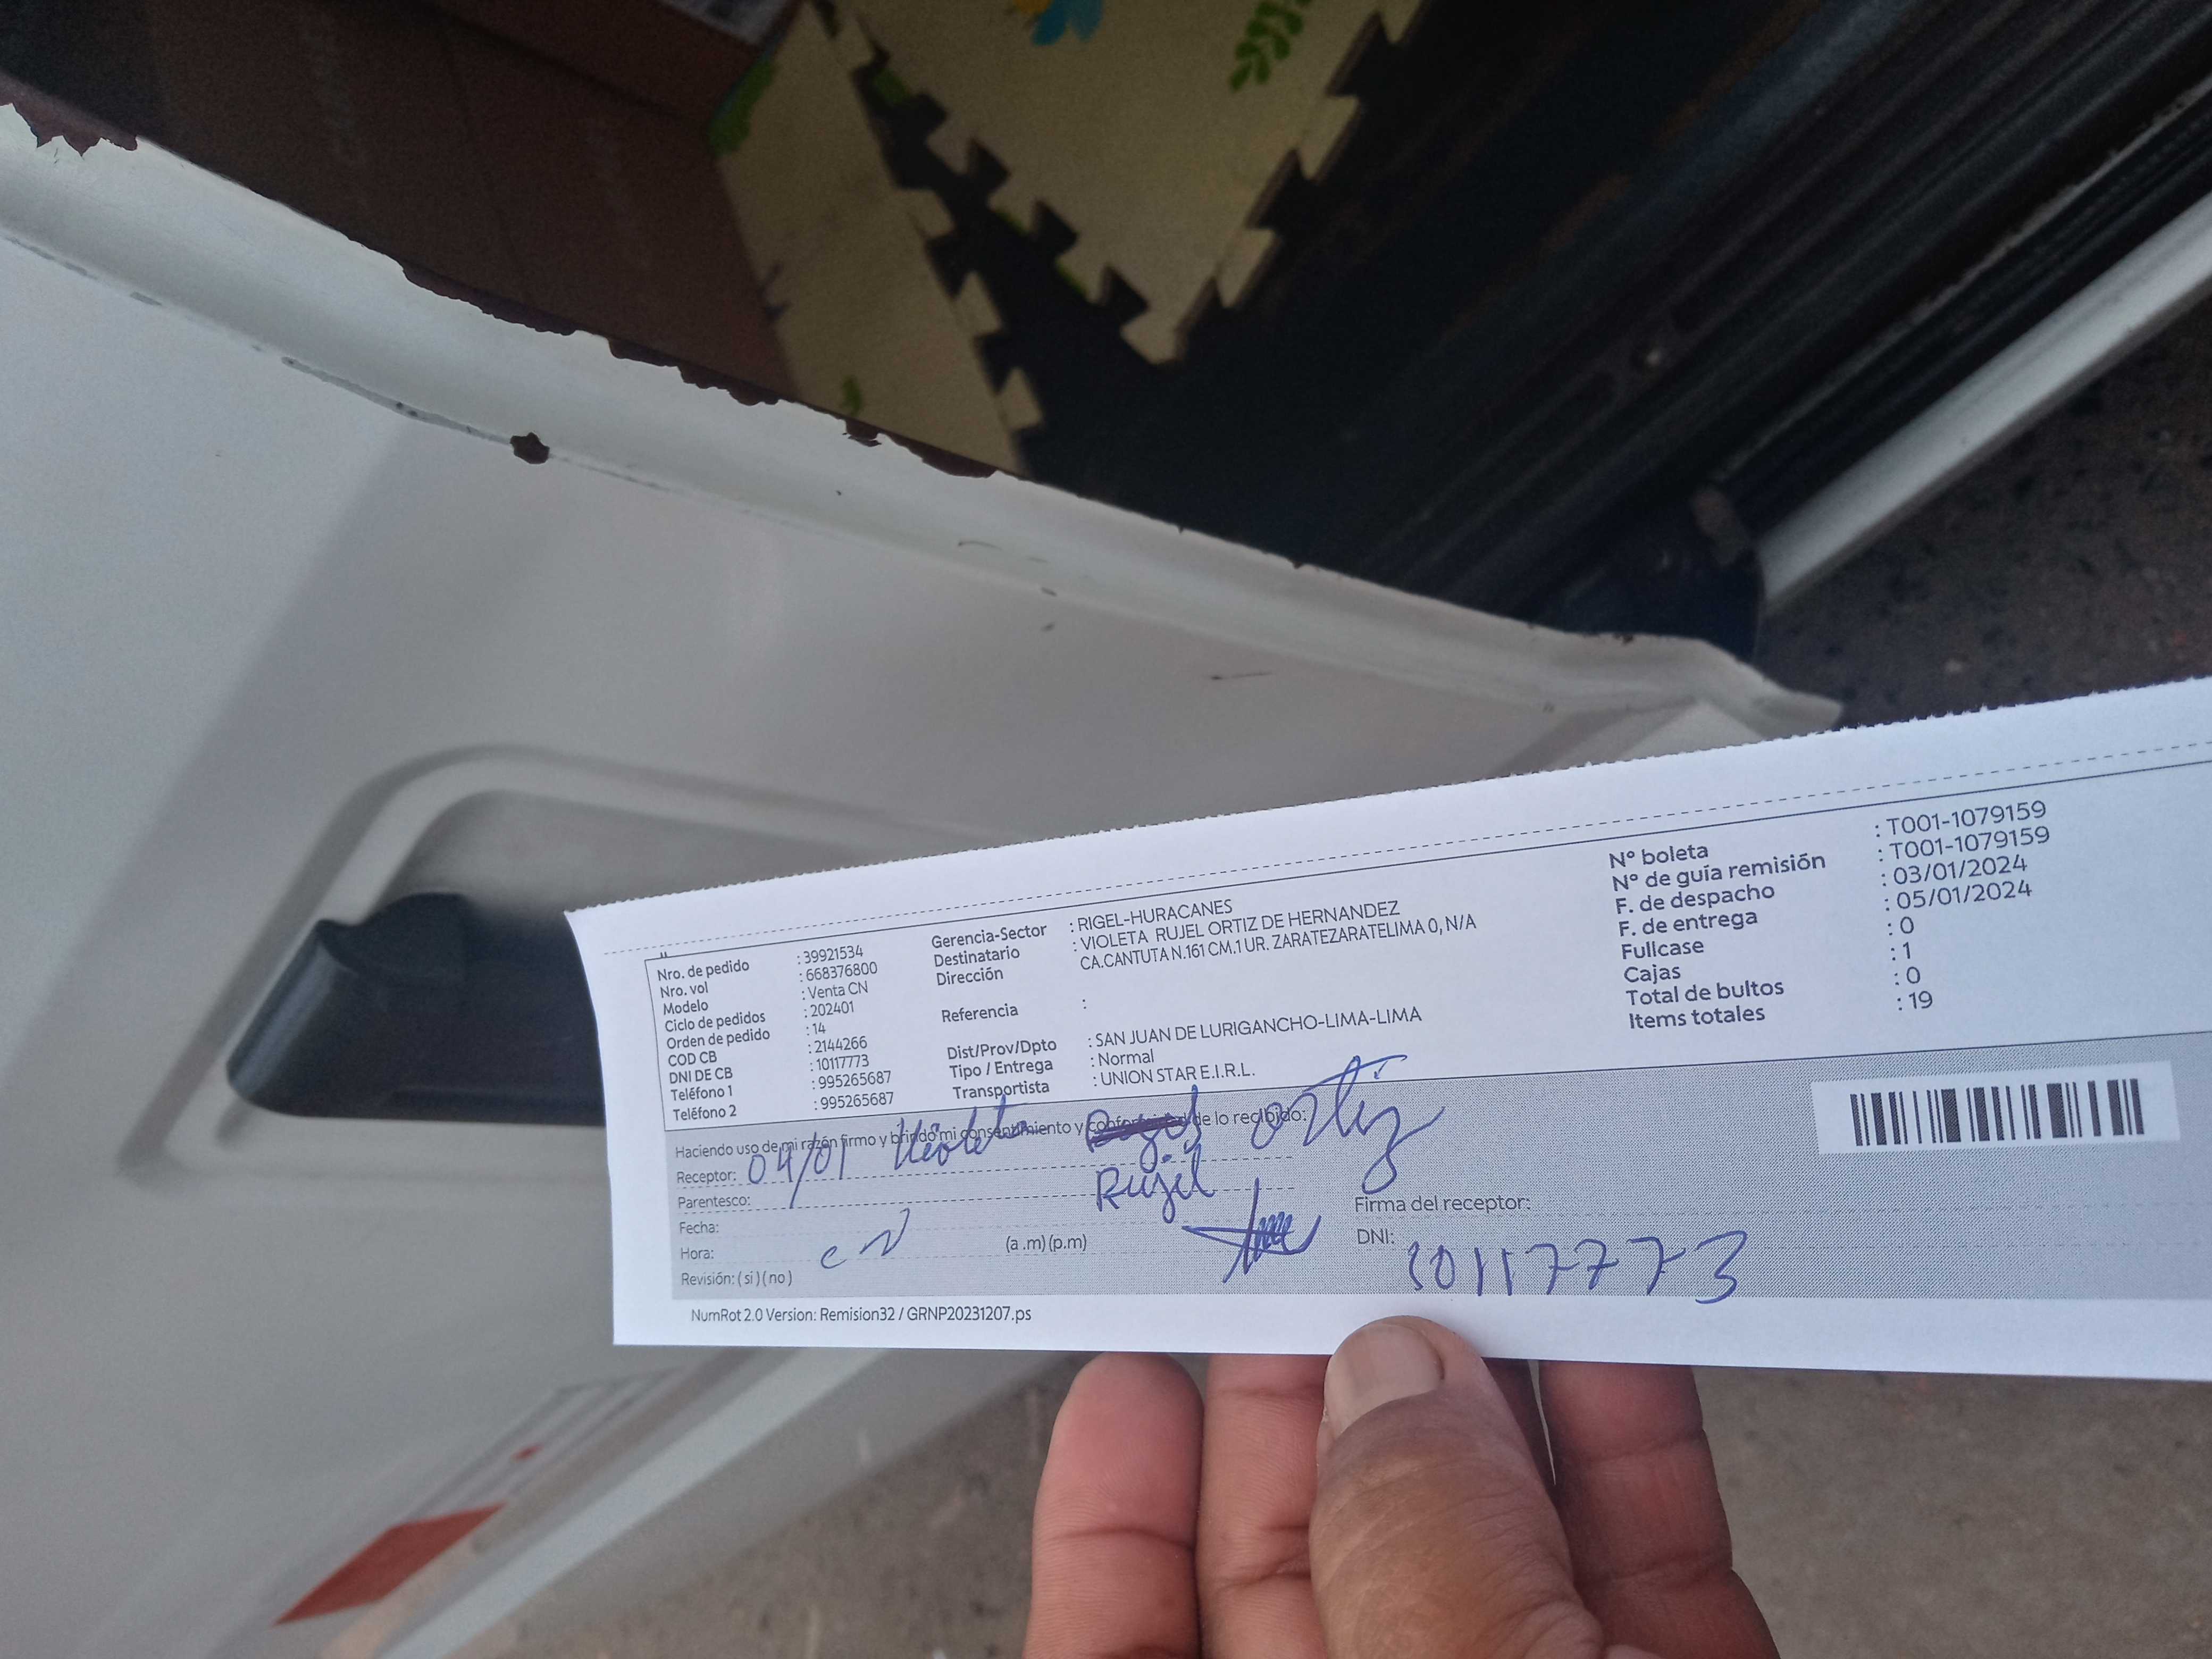 Nro. de pedido : 39921534
Nro. vol : 668376800
Modelo : Venta CN
Ciclo de pedidos : 202401
Orden de pedido : 14
COD CB : 2144266
DNI DE CB : 10117773
Teléfono 1 : 995265687
Teléfono 2 : 995265687
Gerencia-Sector : RIGEL-HURACANES
Destinatario : VIOLETA RUJEL ORTIZ DE HERNANDEZ
Dirección CA.CANTUTA N.161 CM.1 UR. ZARATEZARATELIMA 0, N/A
Referencia :
Dist/Prov/Dpto : SAN JUAN DE LURIGANCHO-LIMA-LIMA
Tipo / Entrega : Normal
Transportista : UNION STAR E.I.R.L.
N° boleta : T001-1079159
N° de guía remisión : T001-1079159
F. de despacho : 03/01/2024
F. de entrega : 05/01/2024
Fullcase : 0
Cajas : 1
Total de bultos : 0
Items totales : 19
Haciendo uso de mi razón firmo y brindo mi consentimiento y conformidad de lo recibido:
Receptor: 04/01 Violeta Ortiz
Rujel
Parentesco:
Fecha:
Hora: (a .m) (p.m)
Revisión: ( si ) ( no )
Firma del receptor:
DNI: 10117773
NumRot 2.0 Version: Remision32 / GRNP20231207.ps